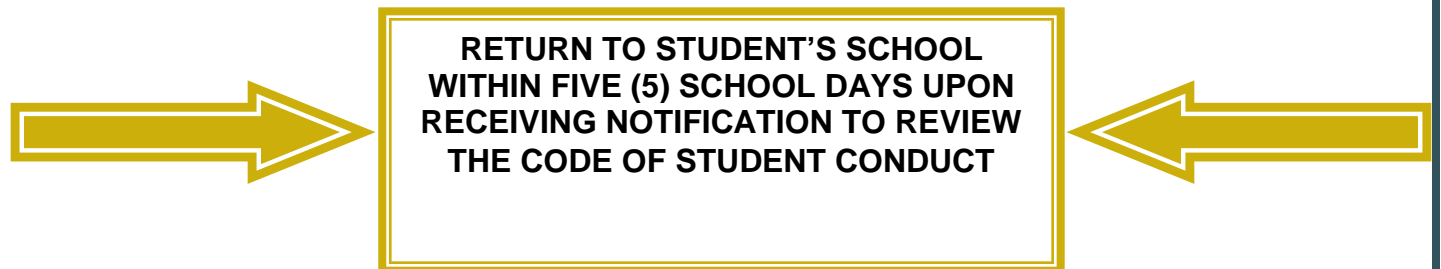 RETURN TO STUDENT’S SCHOOL
WITHIN FIVE (5) SCHOOL DAYS UPON
RECEIVING NOTIFICATION TO REVIEW
THE CODE OF STUDENT CONDUCT